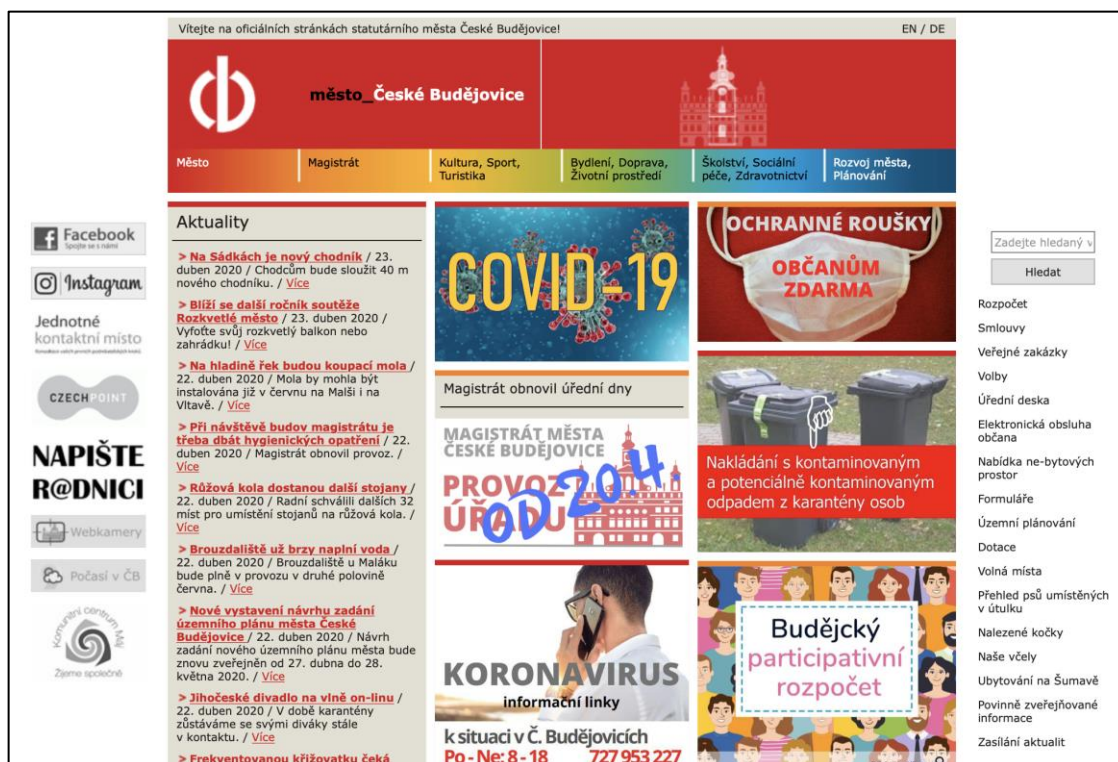 Vítejte na oficiálních stránkách statutárního města České Budějovice!
EN / DE
město_České Budějovice
Město
Magistrát
Kultura, Sport,
Turistika
Bydlení, Doprava,
Životní prostředí
Školství, Sociální
péče, Zdravotnictví
Rozvoj města,
Plánování
Facebook
Spojte se s námi
Instagram
Jednotné
kontaktní místo
CZECHPOINT
NAPIŠTE
R@DNICI
Webkamery
Počasí v ČB
Komunitní centrum Máj
Žijeme společně
Aktuality
> Na Sádkách je nový chodník / 23.
duben 2020 / Chodcům bude sloužit 40 m
nového chodníku. / Více
> Blíží se další ročník soutěže
Rozkvetlé město / 23. duben 2020 /
Vyfoťte svůj rozkvetlý balkon nebo
zahrádku! / Více
> Na hladině řek budou koupací mola /
22. duben 2020 / Mola by mohla být
instalována již v červnu na Malši i na
Vltavě. / Více
> Při návštěvě budov magistrátu je
třeba dbát hygienických opatření / 22.
duben 2020 / Magistrát obnovil provoz. /
Více
> Růžová kola dostanou další stojany /
22. duben 2020 / Radní schválili dalších 32
míst pro umístění stojanů na růžová kola. /
Více
> Brouzdaliště už brzy naplní voda /
22. duben 2020 / Brouzdaliště u Maláku
bude plně v provozu v druhé polovině
června. / Více
> Nové vystavení návrhu zadání
územního plánu města České
Budějovice / 22. duben 2020 / Návrh
zadání nového územního plánu města bude
znovu zveřejněn od 27. dubna do 28.
května 2020. / Více
> Jihočeské divadlo na vlně on-linu /
22. duben 2020 / V době karantény
zůstáváme se svými diváky stále
v kontaktu. / Více
> Frekventovanou křižovatku čeká
COVID-19
Magistrát obnovil úřední dny
MAGISTRÁT MĚSTA
ČESKÉ BUDĚJOVICE
PROVOZ
ÚŘADU
OD 20.4.
KORONAVIRUS
informační linky
k situaci v Č. Budějovicích
Po - Ne: 8 - 18 727 953 227
OCHRANNÉ ROUŠKY
OBČANŮM
ZDARMA
Nakládání s kontaminovaným
a potenciálně kontaminovaným
odpadem z karantény osob
Budějcký
participativní
rozpočet
Zadejte hledaný v
Hledat
Rozpočet
Smlouvy
Veřejné zakázky
Volby
Úřední deska
Elektronická obsluha
občana
Nabídka ne-bytových
prostor
Formuláře
Územní plánování
Dotace
Volná místa
Přehled psů umístěných
v útulku
Nalezené kočky
Naše včely
Ubytování na Šumavě
Povinně zveřejňované
informace
Zasílání aktualit